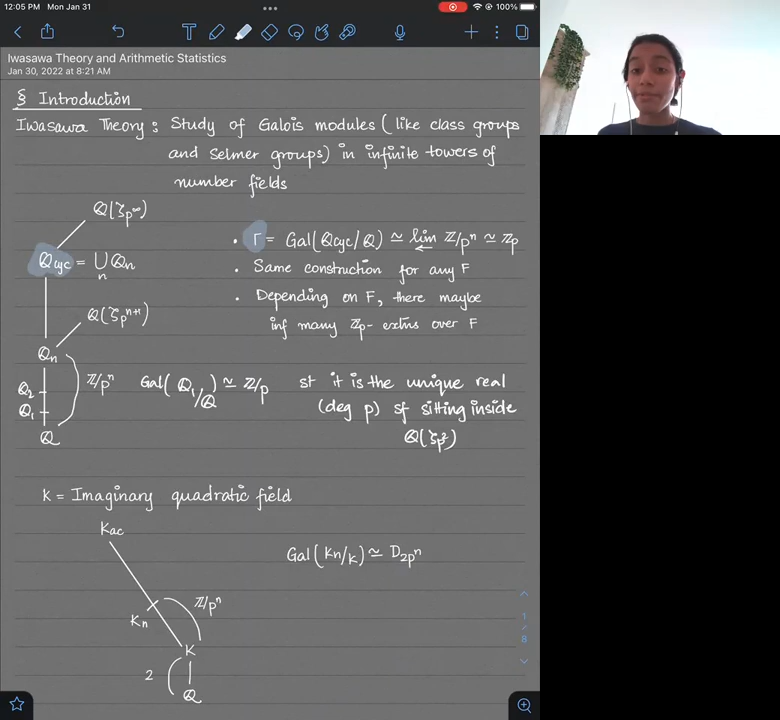 12:05 PM Mon Jan 31
100%
Iwasawa Theory and Arithmetic Statistics
Jan 30, 2022 at 8:21 AM
§ Introduction
Iwasawa Theory : Study of Galois modules (like class groups
and Selmer groups) in infinite towers of
number fields
Q(ζp∞)
Qcyc = ∪n Qn
• Γ = Gal(Qcyc/Q) ≃ lim← Z/pⁿ ≃ Zp
• Same construction for any F
• Depending on F, there maybe
inf many Zp- extns over F
Q(ζpⁿ⁺¹)
Qn
Z/pⁿ
Q2
Q1
Q
Gal(Q1/Q) ≃ Z/p st it is the unique real
(deg p) sf sitting inside
Q(ζp²)
K = Imaginary quadratic field
Kac
Gal(Kn/K) ≃ D2pⁿ
Z/pⁿ
Kn
K
2
Q
1
/
8